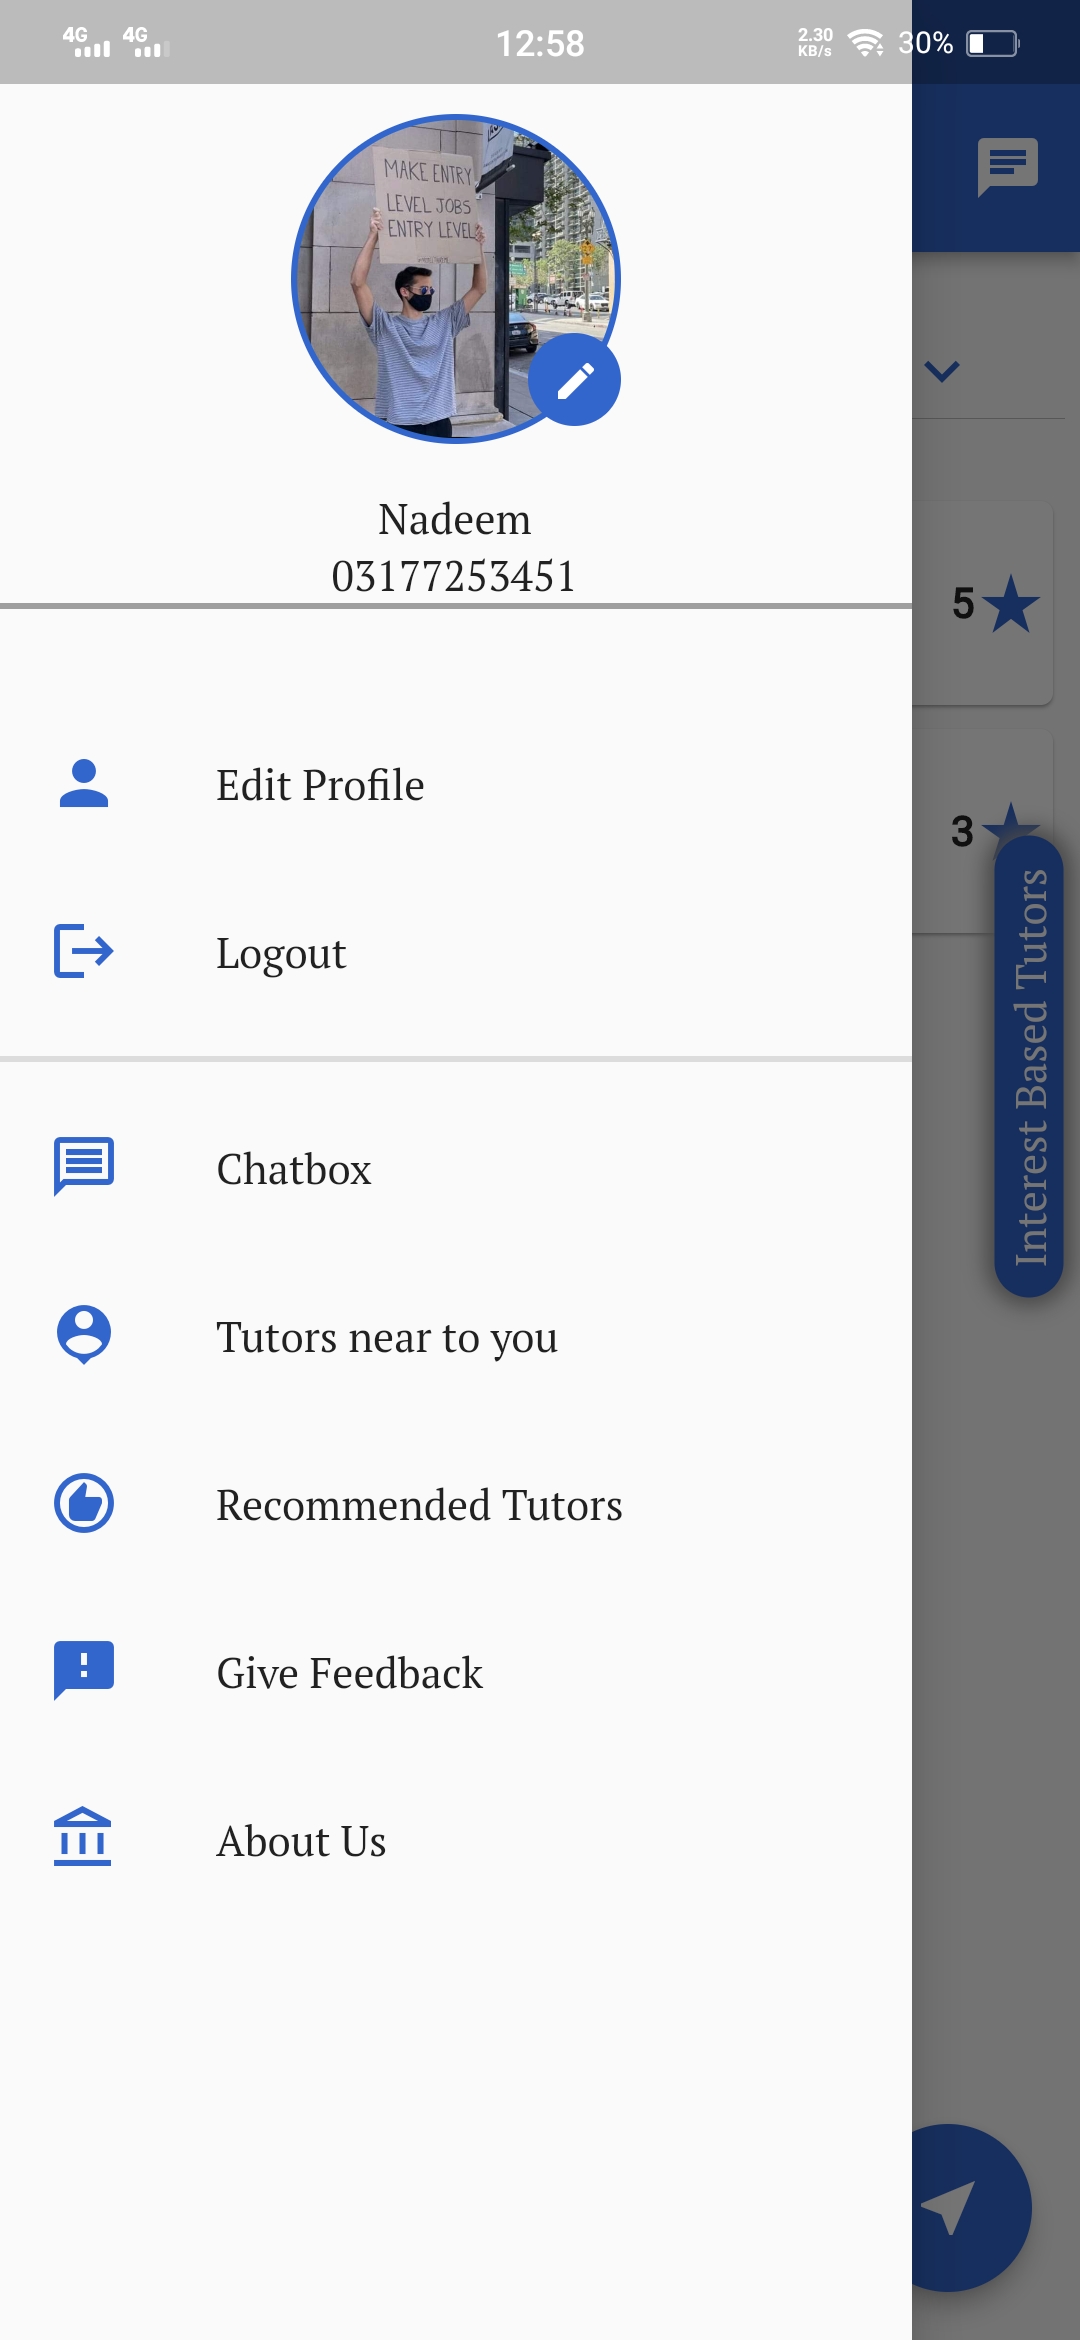 4G 4G 12:58 2.30 KB/s 30%
MAKE ENTRY
LEVEL JOBS
ENTRY LEVEL
Nadeem
03177253451
Edit Profile
Logout
Chatbox
Tutors near to you
Recommended Tutors
Give Feedback
About Us
5
3
Interest Based Tutors